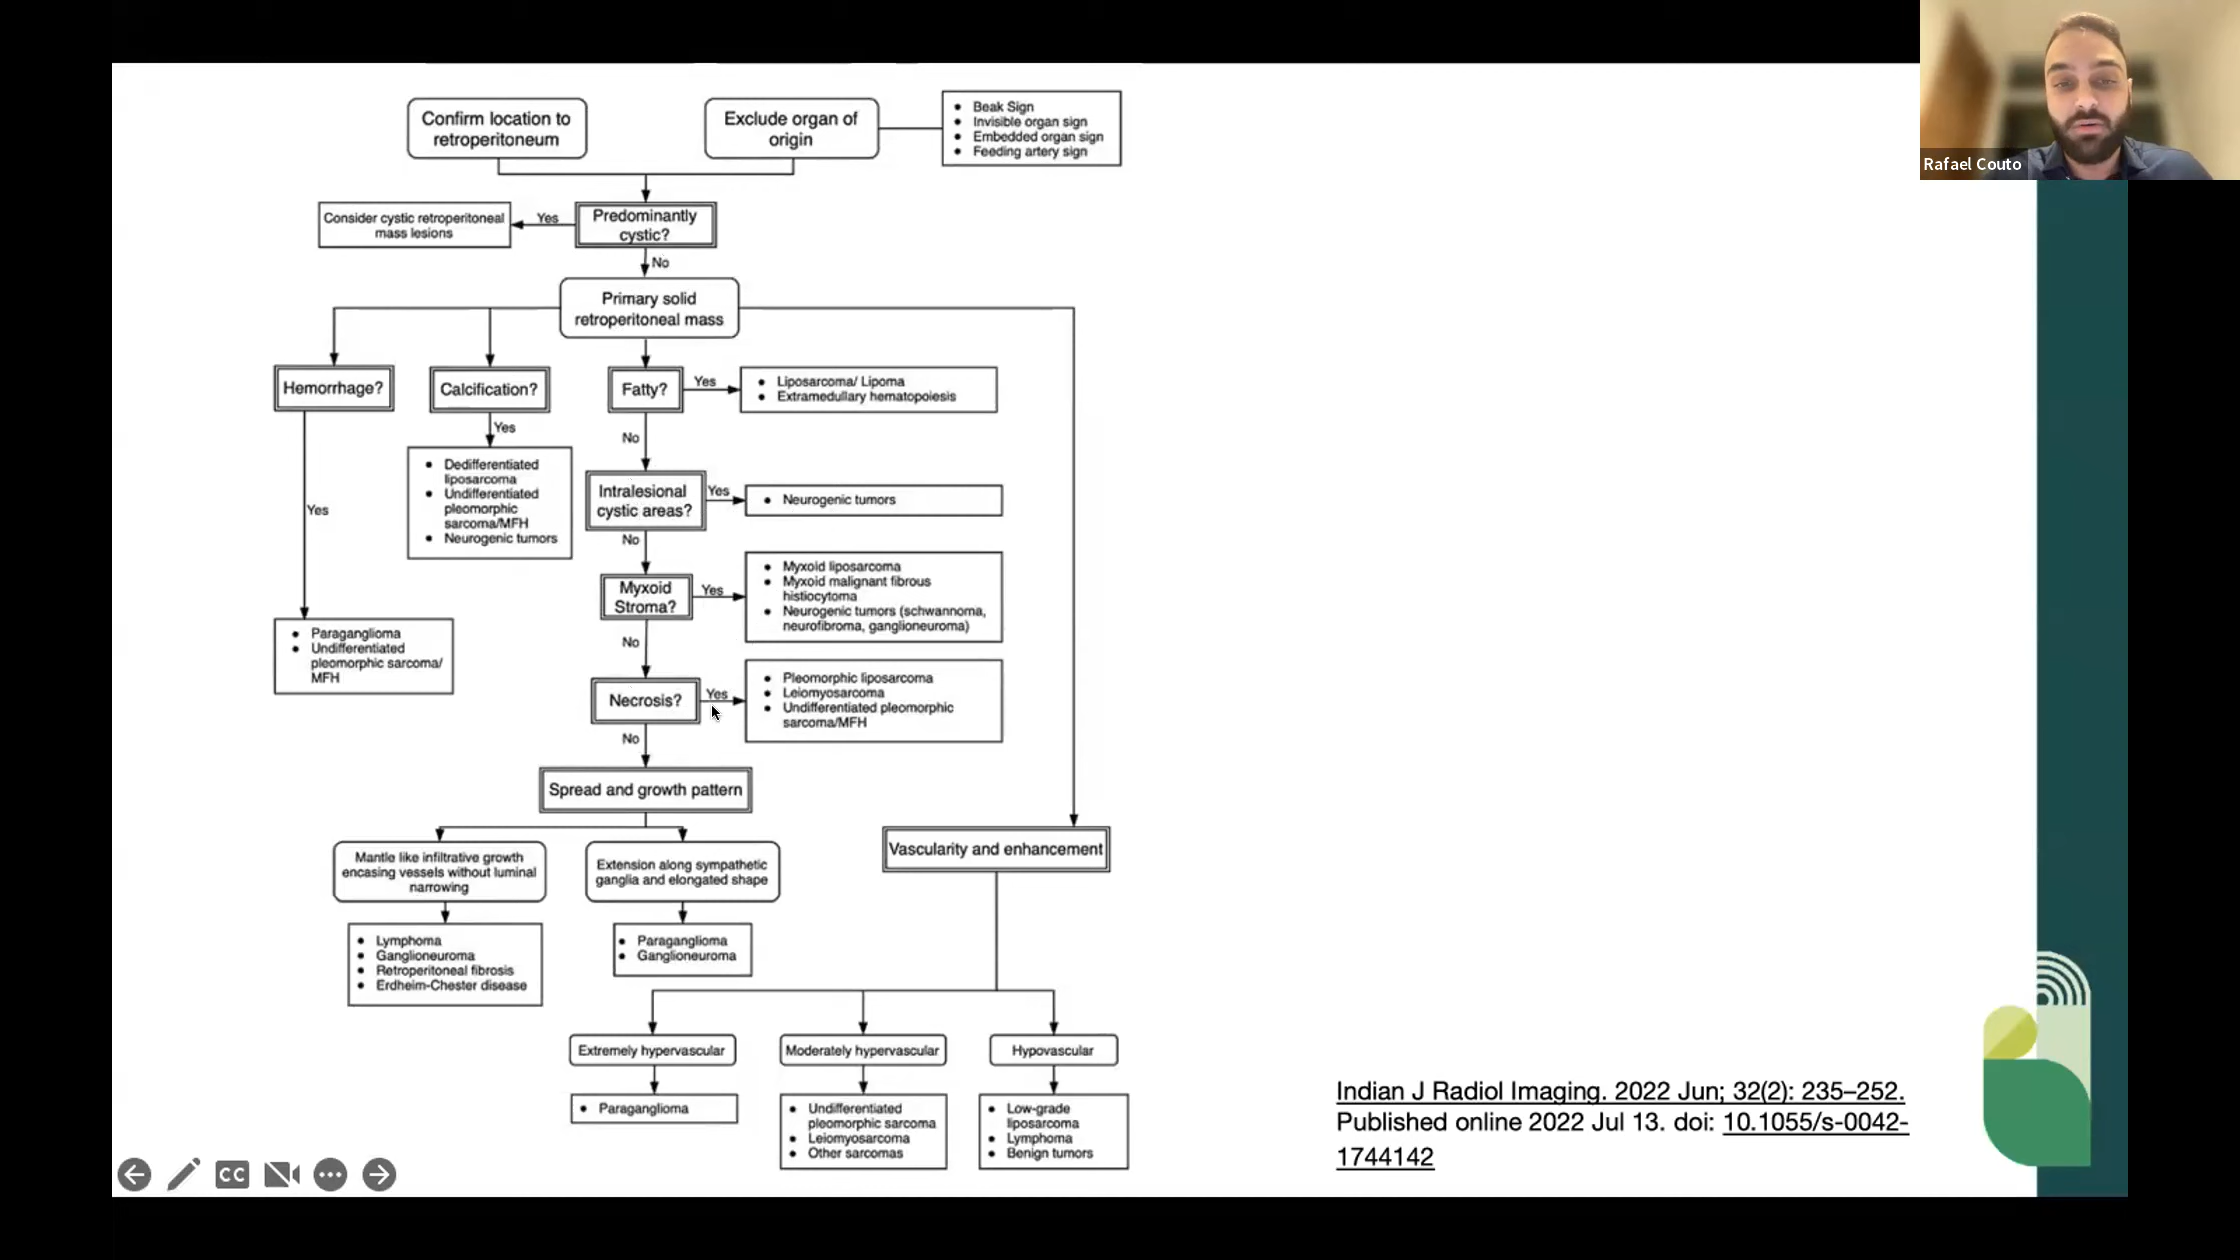 Rafael Couto
Confirm location to
retroperitoneum
Exclude organ of
origin
Beak Sign
Invisible organ sign
Embedded organ sign
Feeding artery sign
Consider cystic retroperitoneal
mass lesions
Yes
Predominantly
cystic?
No
Primary solid
retroperitoneal mass
Hemorrhage?
Calcification?
Fatty?
Yes
Liposarcoma/ Lipoma
Extramedullary hematopoiesis
Yes
No
Dedifferentiated
liposarcoma
Undifferentiated
pleomorphic
sarcoma/MFH
Neurogenic tumors
Intralesional
cystic areas?
Yes
Neurogenic tumors
Yes
No
Myxoid
Stroma?
Yes
Myxoid liposarcoma
Myxoid malignant fibrous
histiocytoma
Neurogenic tumors (schwannoma,
neurofibroma, ganglioneuroma)
Paraganglioma
Undifferentiated
pleomorphic sarcoma/
MFH
No
Necrosis?
Yes
Pleomorphic liposarcoma
Leiomyosarcoma
Undifferentiated pleomorphic
sarcoma/MFH
No
Spread and growth pattern
Mantle like infiltrative growth
encasing vessels without luminal
narrowing
Extension along sympathetic
ganglia and elongated shape
Vascularity and enhancement
Lymphoma
Ganglioneuroma
Retroperitoneal fibrosis
Erdheim-Chester disease
Paraganglioma
Ganglioneuroma
Extremely hypervascular
Moderately hypervascular
Hypovascular
Paraganglioma
Undifferentiated
pleomorphic sarcoma
Leiomyosarcoma
Other sarcomas
Low-grade
liposarcoma
Lymphoma
Benign tumors
Indian J Radiol Imaging. 2022 Jun; 32(2): 235–252.
Published online 2022 Jul 13. doi: 10.1055/s-0042-
1744142
CC